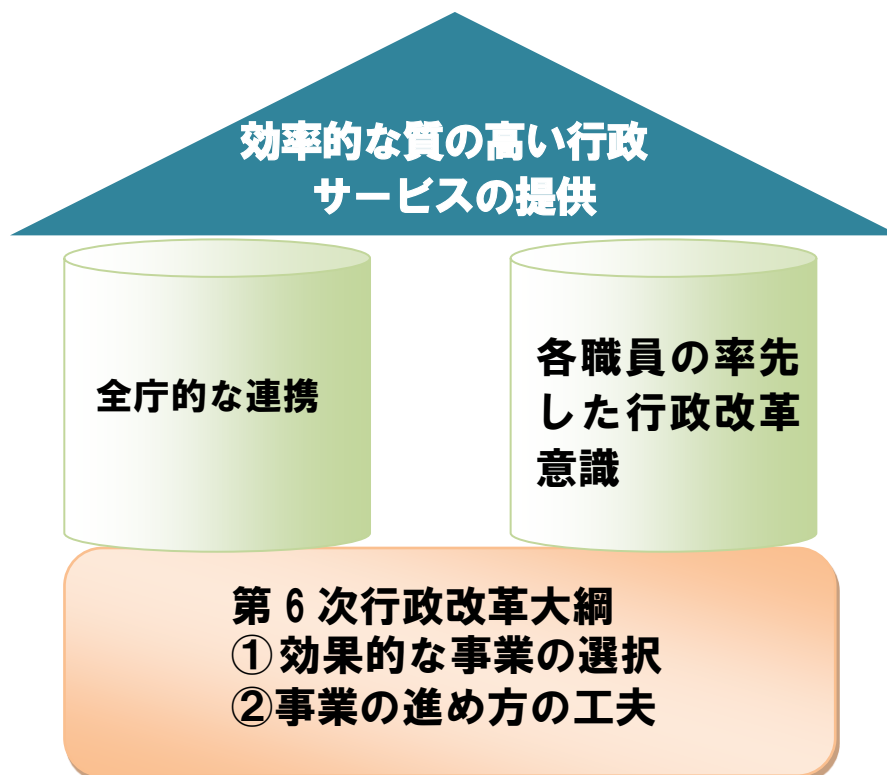 効率的な質の高い行政
サービスの提供
全庁的な連携
各職員の率先
した行政改革
意識
第6次行政改革大綱
①効果的な事業の選択
②事業の進め方の工夫